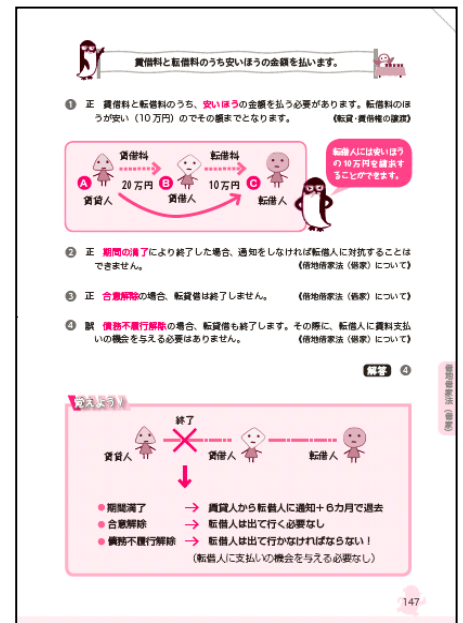 賃借料と転借料のうち安いほうの金額を払います。
❶ 正 賃借料と転借料のうち、安いほうの金額を払う必要があります。転借料のほ
うが安い（10万円）のでその額までとなります。 《転貸・賃借権の譲渡》
賃借料 転借料
A 20万円 B 10万円 C
賃貸人 賃借人 転借人
転借人には安いほう
の10万円を請求す
ることができます。
❷ 正 期間の満了により終了した場合、通知をしなければ転借人に対抗することは
できません。 《借地借家法（借家）について》
❸ 正 合意解除の場合、転貸借は終了しません。 《借地借家法（借家）について》
❹ 誤 債務不履行解除の場合、転貸借も終了します。その際に、転借人に賃料支払
いの機会を与える必要はありません。 《借地借家法（借家）について》
解答 ❹
借地借家法（借家）
覚えよう！
終了
賃貸人 賃借人 転借人
●期間満了 → 賃貸人から転借人に通知＋6カ月で退去
●合意解除 → 転借人は出て行く必要なし
●債務不履行解除 → 転借人は出て行かなければならない！
（転借人に支払いの機会を与える必要なし）
147